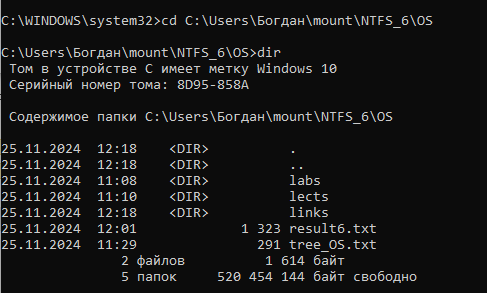 C:\WINDOWS\system32>cd C:\Users\Богдан\mount\NTFS_6\OS
C:\Users\Богдан\mount\NTFS_6\OS>dir
Том в устройстве C имеет метку Windows 10
Серийный номер тома: 8D95-858A
Содержимое папки C:\Users\Богдан\mount\NTFS_6\OS
25.11.2024  12:18    <DIR>          .
25.11.2024  12:18    <DIR>          ..
25.11.2024  11:08    <DIR>          labs
25.11.2024  11:10    <DIR>          lects
25.11.2024  12:18    <DIR>          links
25.11.2024  12:01             1 323 result6.txt
25.11.2024  11:29               291 tree_OS.txt
2 файлов          1 614 байт
5 папок     520 454 144 байт свободно